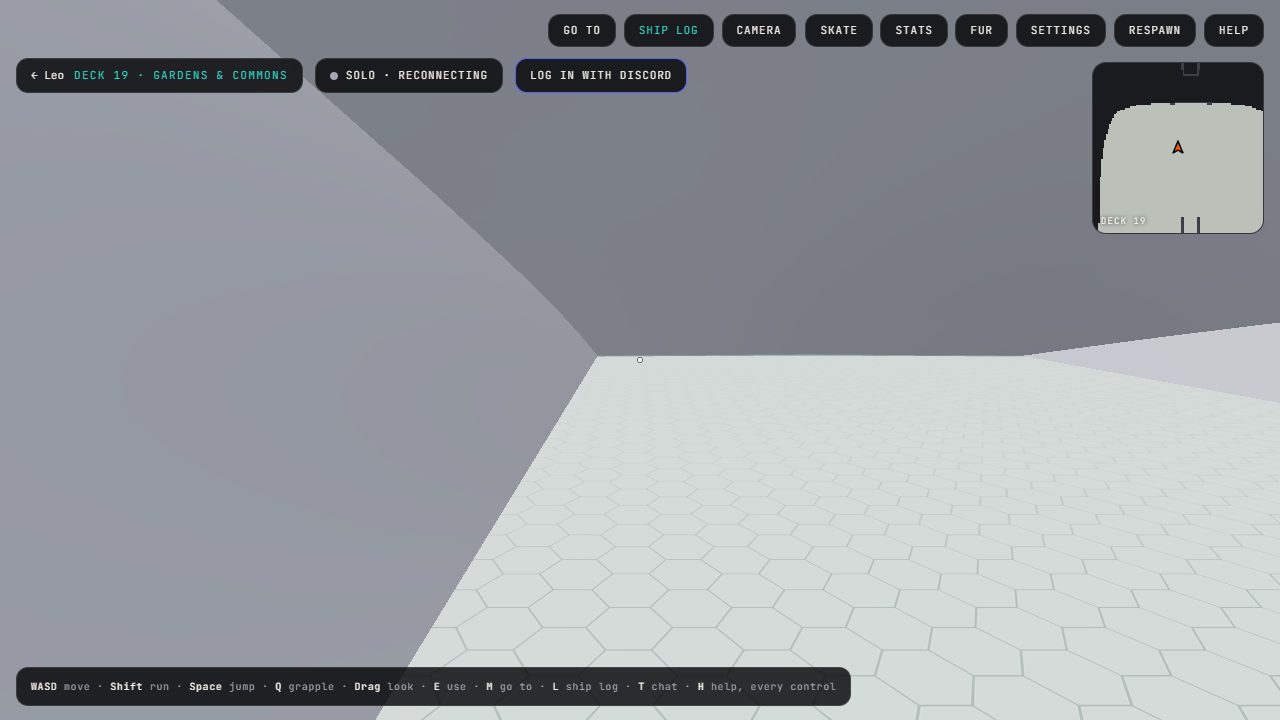 GO TO
SHIP LOG
CAMERA
SKATE
STATS
FUR
SETTINGS
RESPAWN
HELP
← Leo DECK 19 · GARDENS & COMMONS
SOLO · RECONNECTING
LOG IN WITH DISCORD
DECK 19
WASD move · Shift run · Space jump · Q grapple · Drag look · E use · M go to · L ship log · T chat · H help, every control